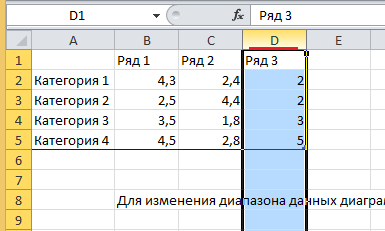 D1 fx Ряд 3
A B C D E
1 Ряд 1 Ряд 2 Ряд 3
2 Категория 1 4,3 2,4 2
3 Категория 2 2,5 4,4 2
4 Категория 3 3,5 1,8 3
5 Категория 4 4,5 2,8 5
6
7
8 Для изменения диапазона данных диаграм
9